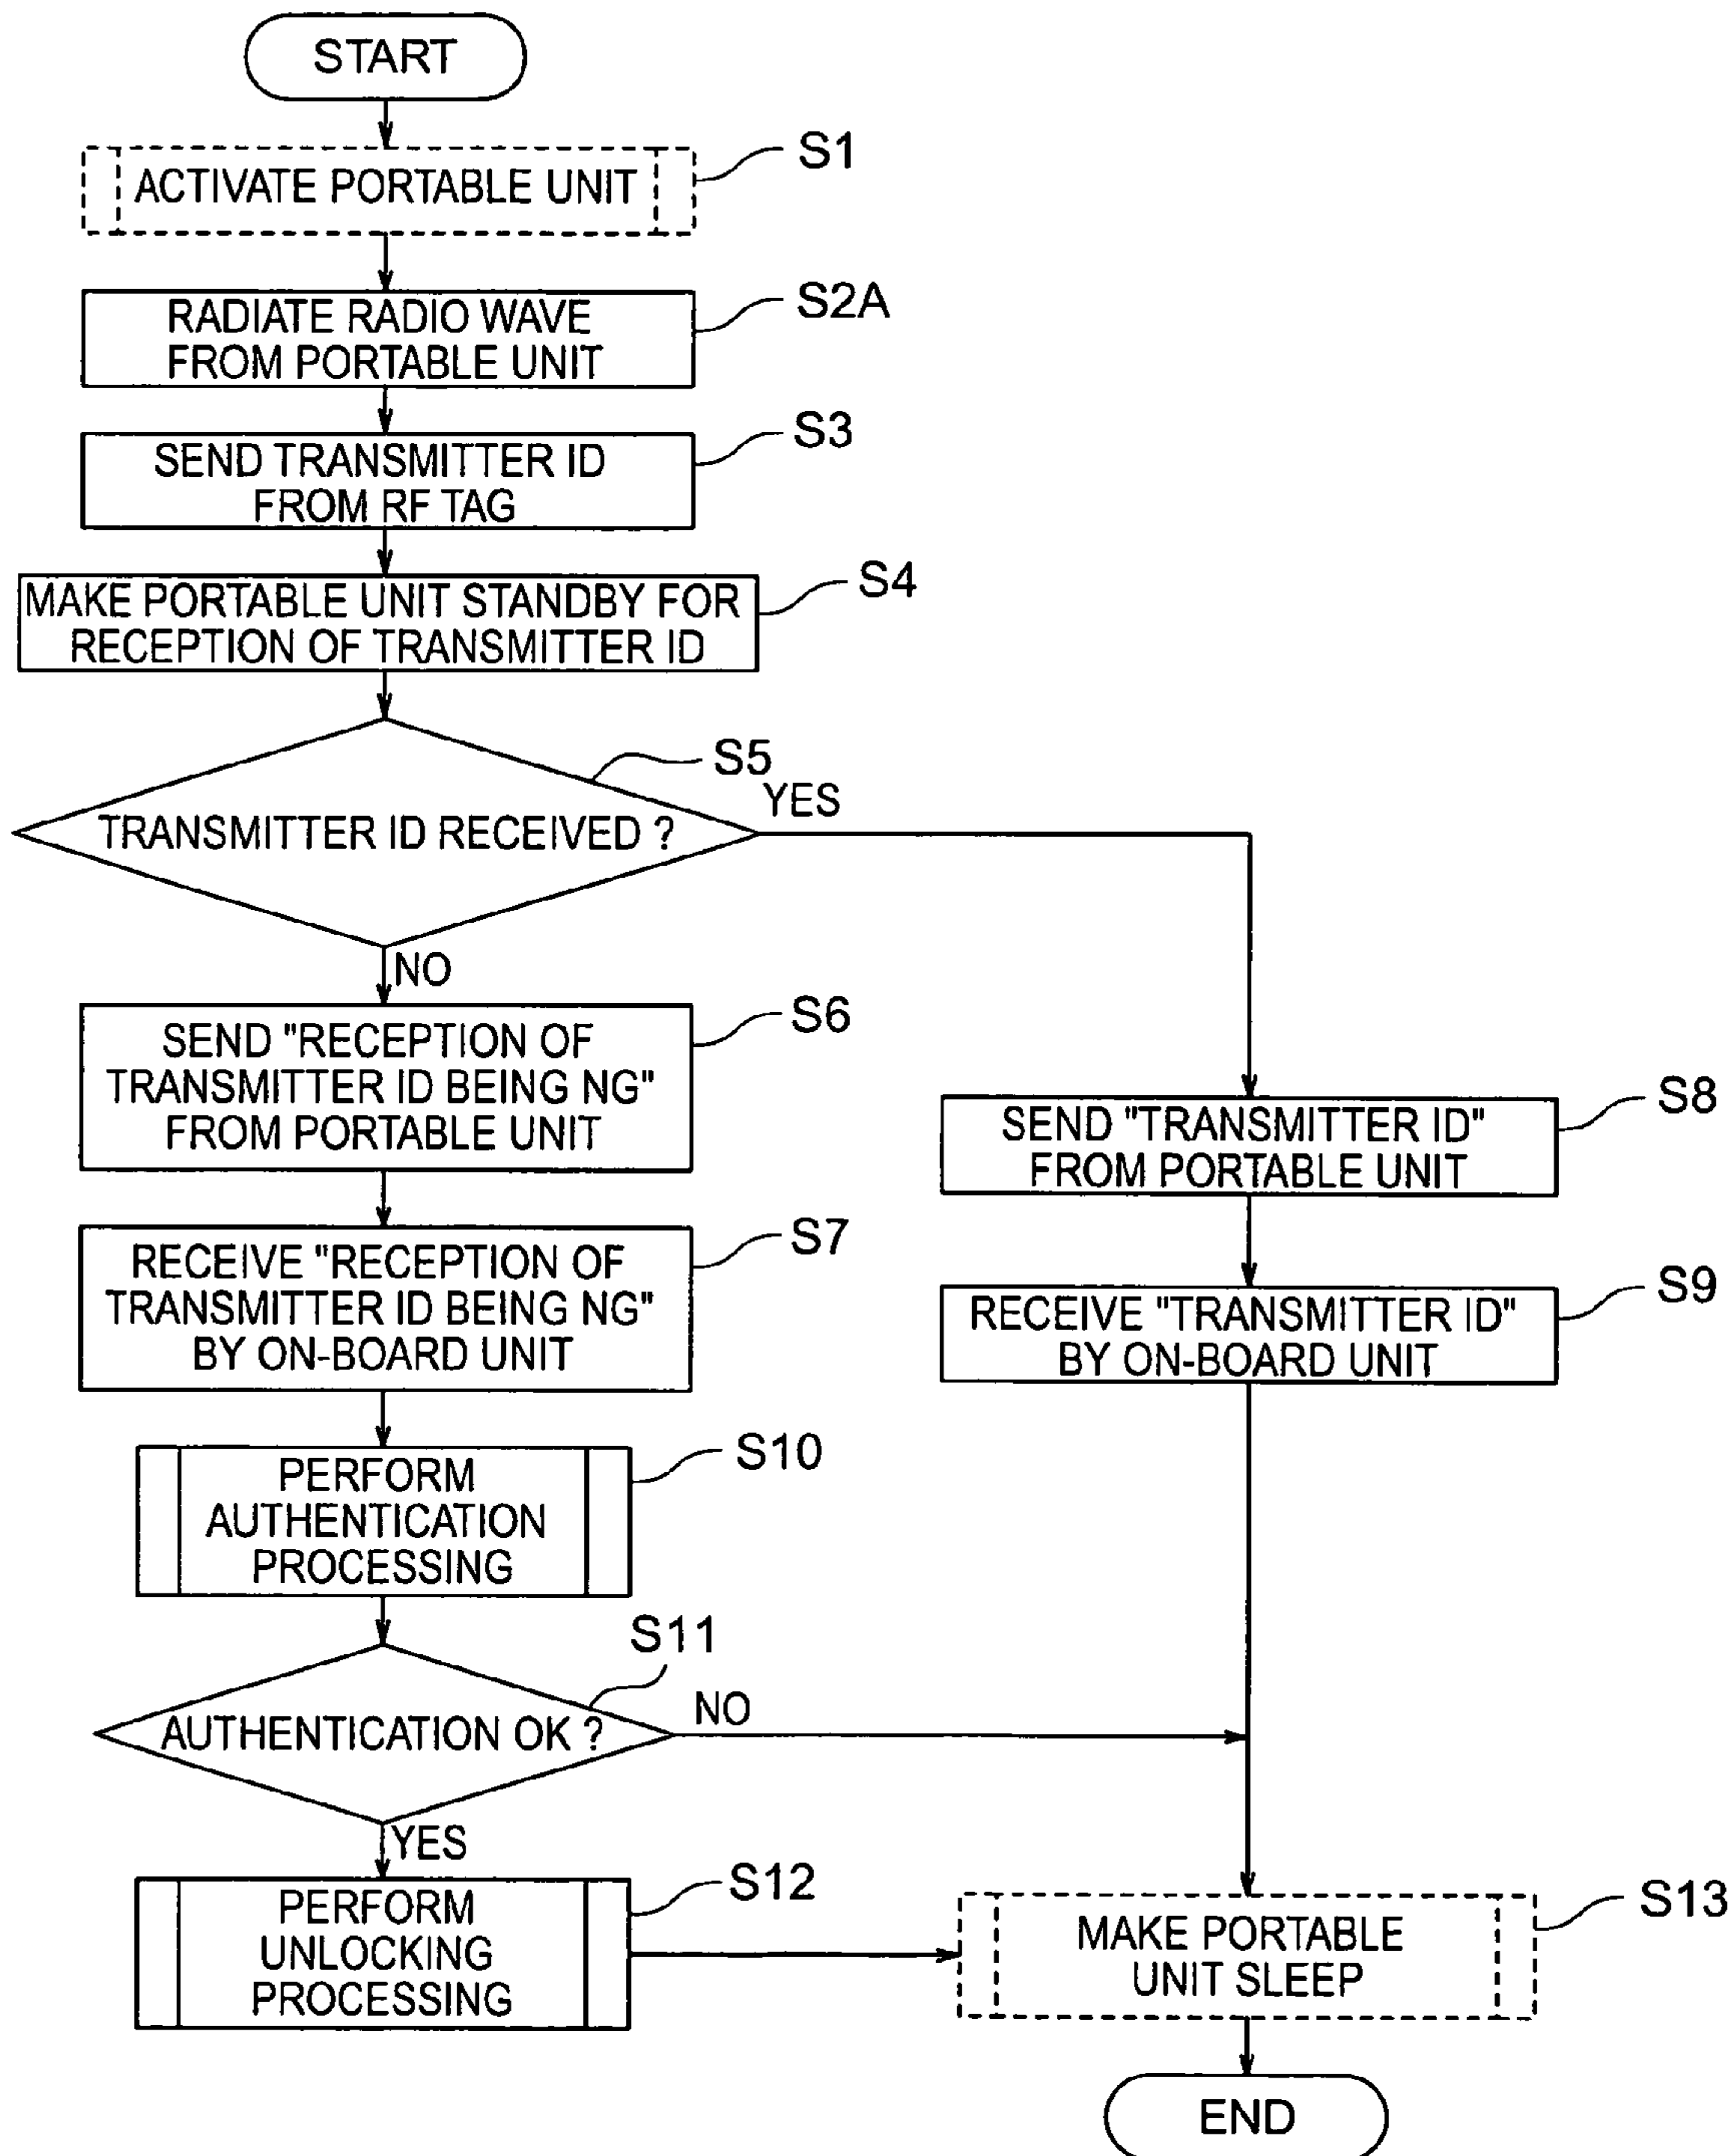 START
ACTIVATE PORTABLE UNIT
S1
RADIATE RADIO WAVE
FROM PORTABLE UNIT
S2A
SEND TRANSMITTER ID
FROM RF TAG
S3
MAKE PORTABLE UNIT STANDBY FOR
RECEPTION OF TRANSMITTER ID
S4
TRANSMITTER ID RECEIVED ?
S5
YES
NO
SEND "RECEPTION OF
TRANSMITTER ID BEING NG"
FROM PORTABLE UNIT
S6
RECEIVE "RECEPTION OF
TRANSMITTER ID BEING NG"
BY ON-BOARD UNIT
S7
SEND "TRANSMITTER ID"
FROM PORTABLE UNIT
S8
RECEIVE "TRANSMITTER ID"
BY ON-BOARD UNIT
S9
PERFORM
AUTHENTICATION
PROCESSING
S10
AUTHENTICATION OK ?
S11
NO
YES
PERFORM
UNLOCKING
PROCESSING
S12
MAKE PORTABLE
UNIT SLEEP
S13
END